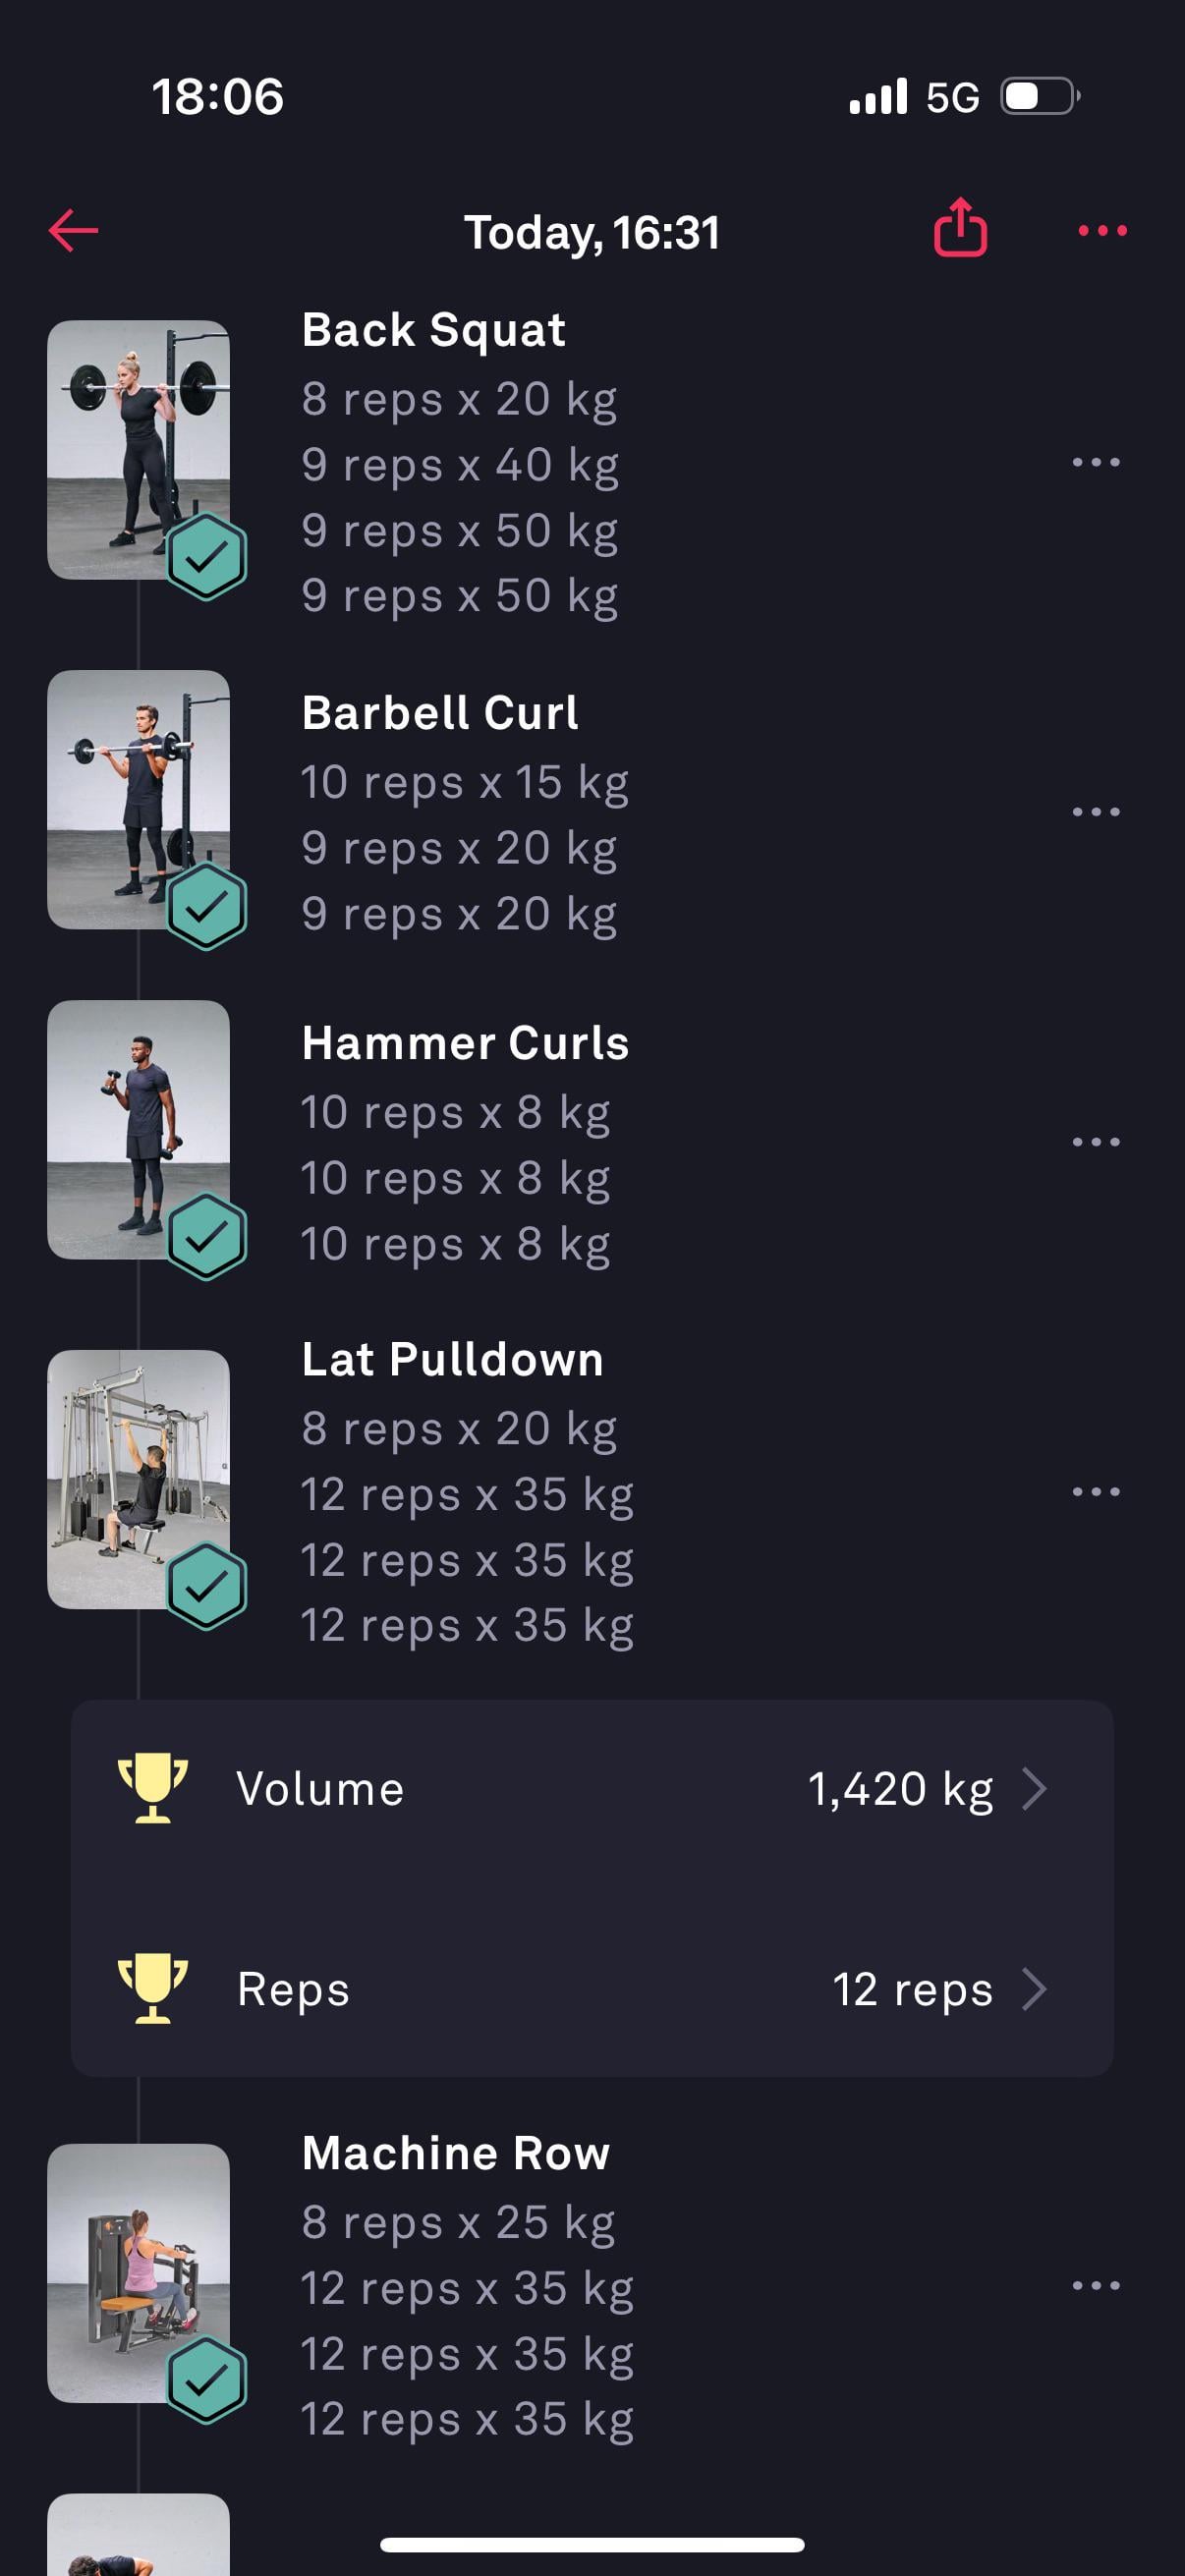 18:06
5G
Today, 16:31
Back Squat
8 reps x 20 kg
9 reps x 40 kg
9 reps x 50 kg
9 reps x 50 kg
Barbell Curl
10 reps x 15 kg
9 reps x 20 kg
9 reps x 20 kg
Hammer Curls
10 reps x 8 kg
10 reps x 8 kg
10 reps x 8 kg
Lat Pulldown
8 reps x 20 kg
12 reps x 35 kg
12 reps x 35 kg
12 reps x 35 kg
Volume 1,420 kg
Reps 12 reps
Machine Row
8 reps x 25 kg
12 reps x 35 kg
12 reps x 35 kg
12 reps x 35 kg